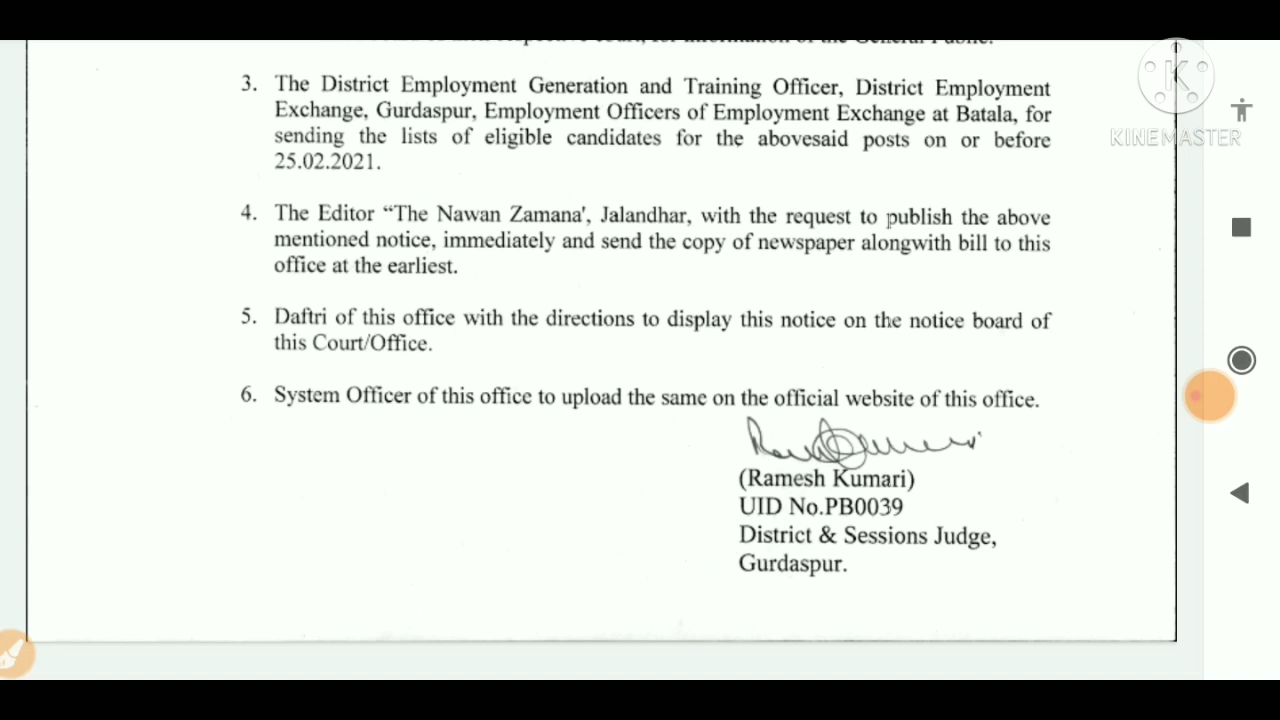 for information of the General Public.
3. The District Employment Generation and Training Officer, District Employment
Exchange, Gurdaspur, Employment Officers of Employment Exchange at Batala, for
sending the lists of eligible candidates for the abovesaid posts on or before
25.02.2021.
4. The Editor “The Nawan Zamana', Jalandhar, with the request to publish the above
mentioned notice, immediately and send the copy of newspaper alongwith bill to this
office at the earliest.
5. Daftri of this office with the directions to display this notice on the notice board of
this Court/Office.
6. System Officer of this office to upload the same on the official website of this office.
(Ramesh Kumari)
UID No.PB0039
District & Sessions Judge,
Gurdaspur.
K
KINEMASTER